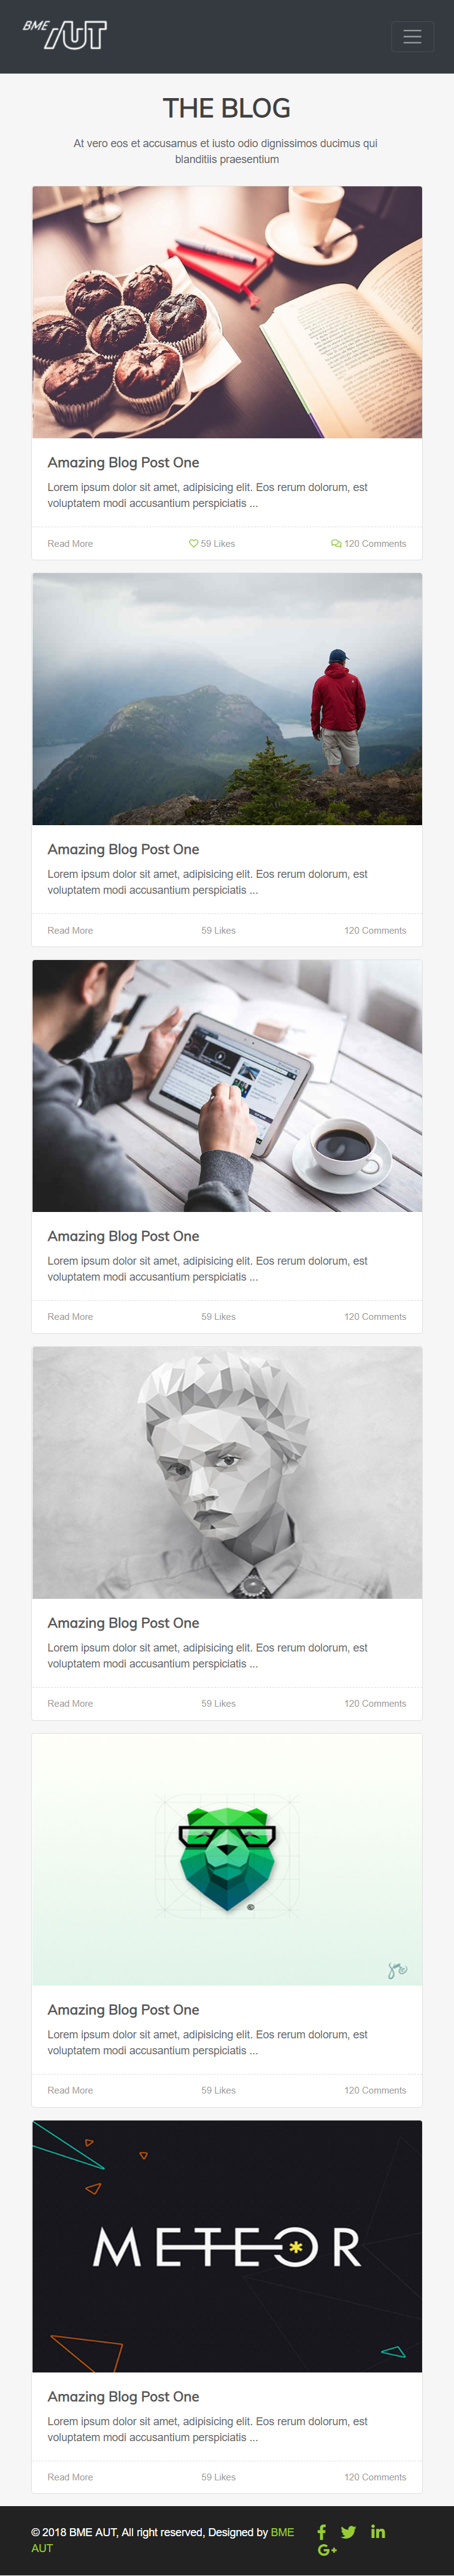 BME AUT
THE BLOG
At vero eos et accusamus et iusto odio dignissimos ducimus qui
blanditiis praesentium
Amazing Blog Post One
Lorem ipsum dolor sit amet, adipisicing elit. Eos rerum dolorum, est
voluptatem modi accusantium perspiciatis ...
Read More 59 Likes 120 Comments
Amazing Blog Post One
Lorem ipsum dolor sit amet, adipisicing elit. Eos rerum dolorum, est
voluptatem modi accusantium perspiciatis ...
Read More 59 Likes 120 Comments
Amazing Blog Post One
Lorem ipsum dolor sit amet, adipisicing elit. Eos rerum dolorum, est
voluptatem modi accusantium perspiciatis ...
Read More 59 Likes 120 Comments
Amazing Blog Post One
Lorem ipsum dolor sit amet, adipisicing elit. Eos rerum dolorum, est
voluptatem modi accusantium perspiciatis ...
Read More 59 Likes 120 Comments
Amazing Blog Post One
Lorem ipsum dolor sit amet, adipisicing elit. Eos rerum dolorum, est
voluptatem modi accusantium perspiciatis ...
Read More 59 Likes 120 Comments
METEOR
Amazing Blog Post One
Lorem ipsum dolor sit amet, adipisicing elit. Eos rerum dolorum, est
voluptatem modi accusantium perspiciatis ...
Read More 59 Likes 120 Comments
© 2018 BME AUT, All right reserved, Designed by BME
AUT